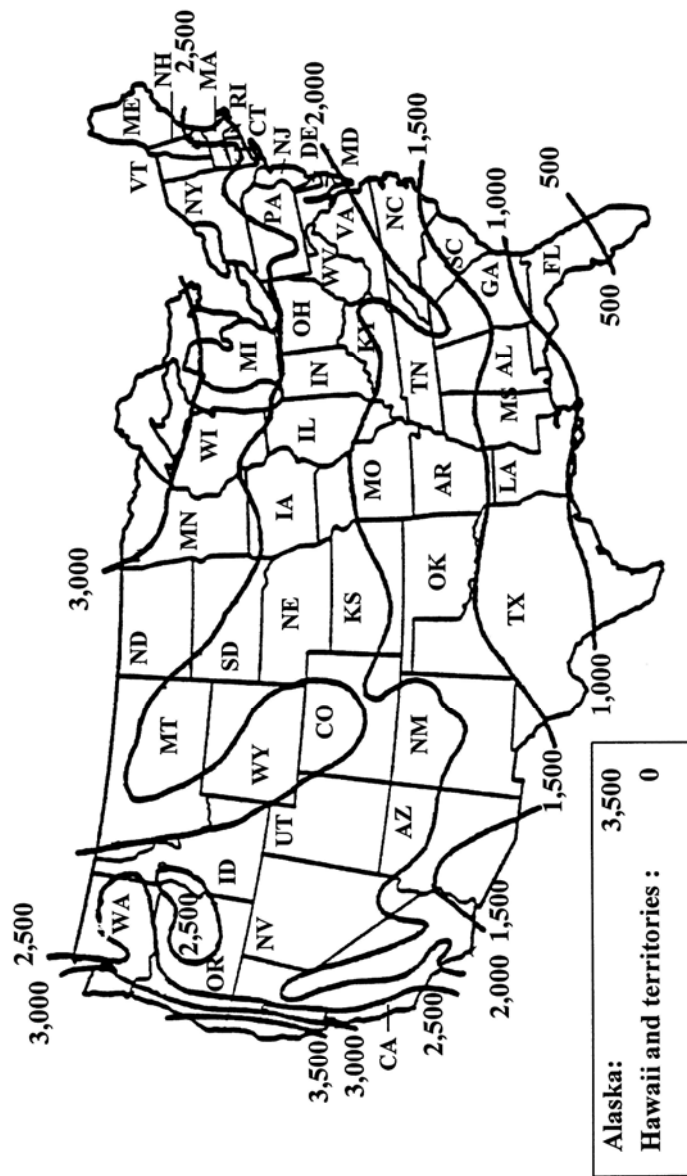 3,000
2,500
3,000
WA
MT
ND
MN
VT
ME
NH
2,500
MA
RI
CT
OR
2,500
ID
WY
SD
WI
MI
NY
NJ
PA
NV
UT
CO
NE
IA
IL
IN
OH
WV
VA
DE
2,000
MD
3,500
3,000
CA
2,500
2,000
1,500
AZ
NM
KS
OK
MO
AR
KY
TN
NC
1,500
SC
TX
LA
MS
AL
GA
1,000
FL
500
500
1,500
1,000
Alaska: 3,500
Hawaii and territories : 0